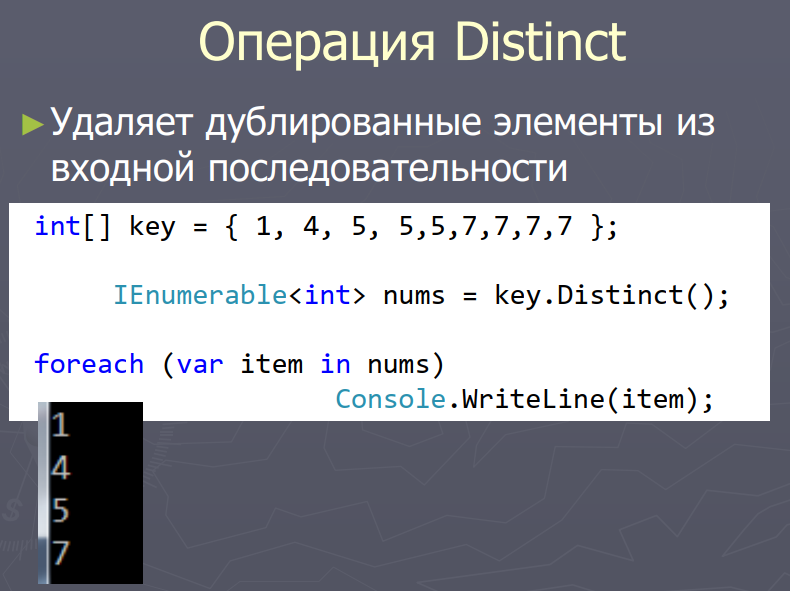 Операция Distinct
Удаляет дублированные элементы из
входной последовательности
int[] key = { 1, 4, 5, 5,5,7,7,7,7 };
IEnumerable<int> nums = key.Distinct();
foreach (var item in nums)
Console.WriteLine(item);
1
4
5
7